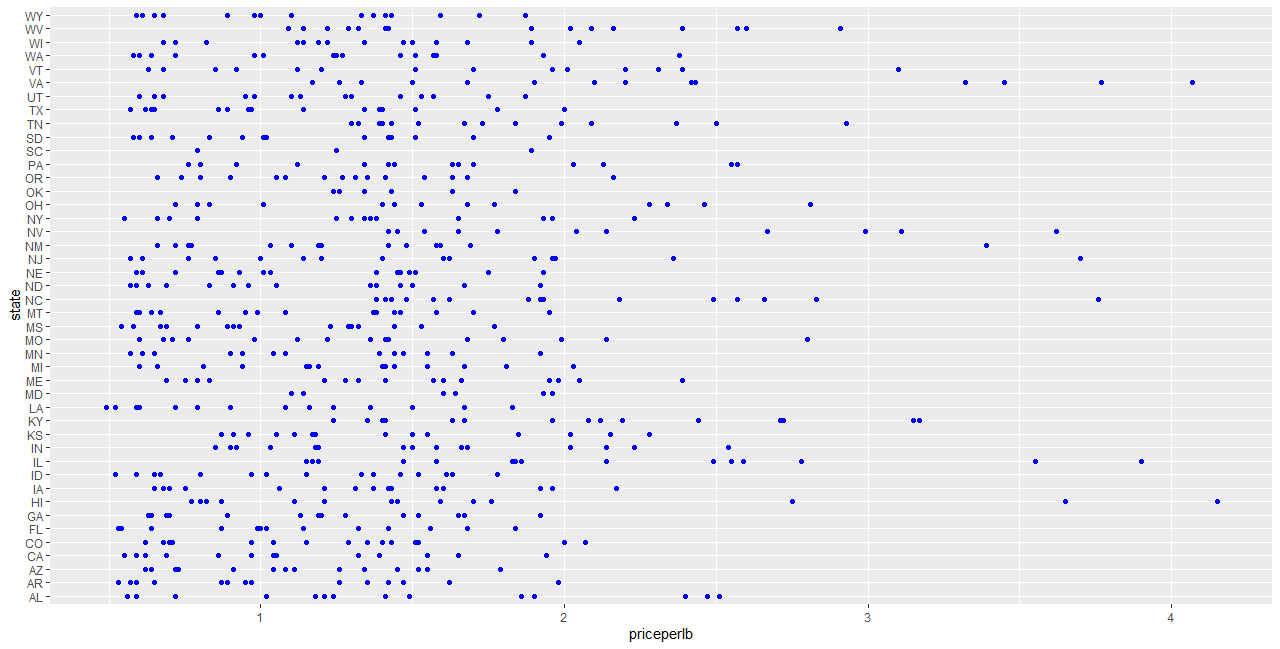 WY
WV
WI
WA
VT
VA
UT
TX
TN
SD
SC
PA
OR
OK
OH
NY
NV
NM
NJ
NE
ND
NC
MT
MS
MO
MN
MI
ME
MD
LA
KY
KS
IN
IL
ID
IA
HI
GA
FL
CO
CA
AZ
AR
AL
state
1 2 3 4
priceperlb